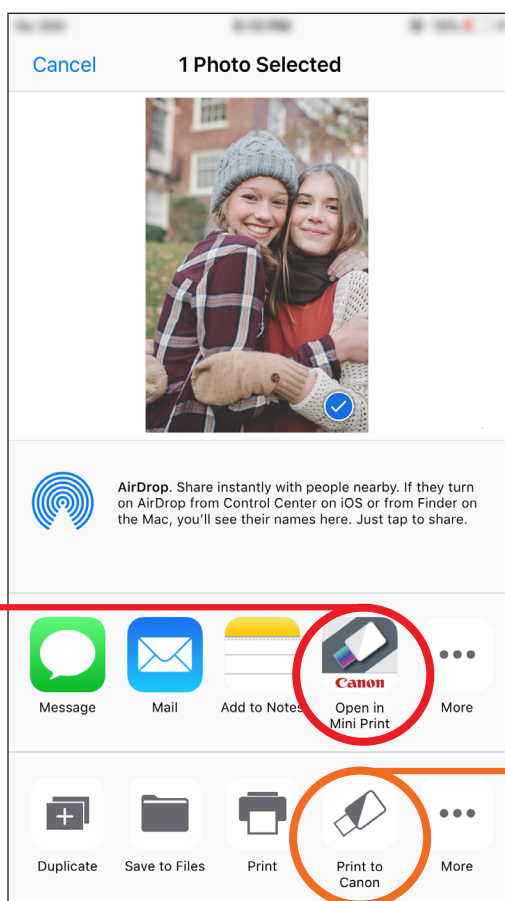 Cancel 1 Photo Selected
AirDrop. Share instantly with people nearby. If they turn
on AirDrop from Control Center on iOS or from Finder on
the Mac, you'll see their names here. Just tap to share.
Canon
Message Mail Add to Notes Open in More
Mini Print
Duplicate Save to Files Print Print to More
Canon